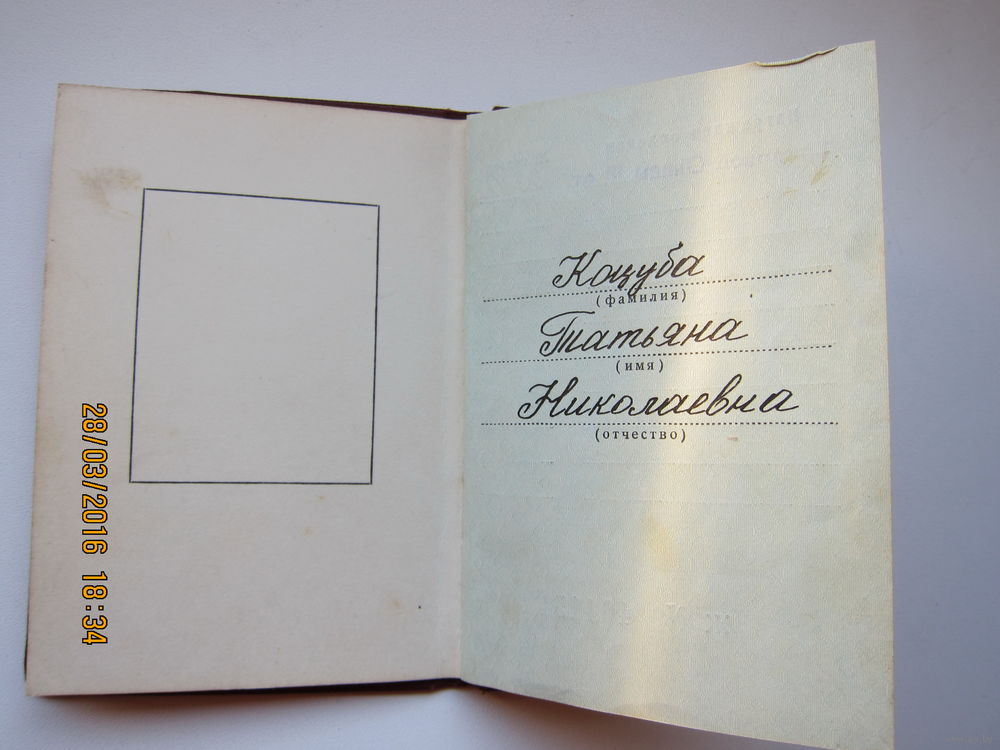 Коцуба
(фамилия)
Татьяна
(имя)
Николаевна
(отчество)
28/03/2016 18:34